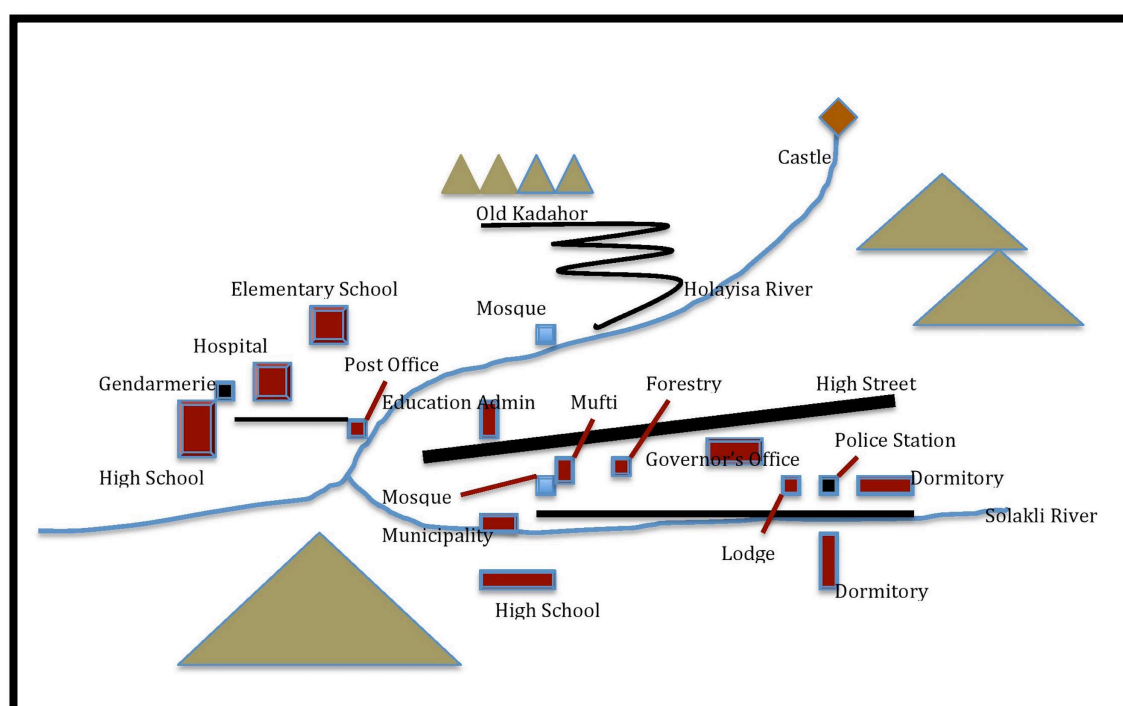 Castle
Old Kadahor
Elementary School
Mosque
Holayisa River
Hospital
Post Office
Gendarmerie
Education Admin
Mufti
Forestry
High Street
High School
Mosque
Governor's Office
Police Station
Dormitory
Municipality
Lodge
Solakli River
High School
Dormitory